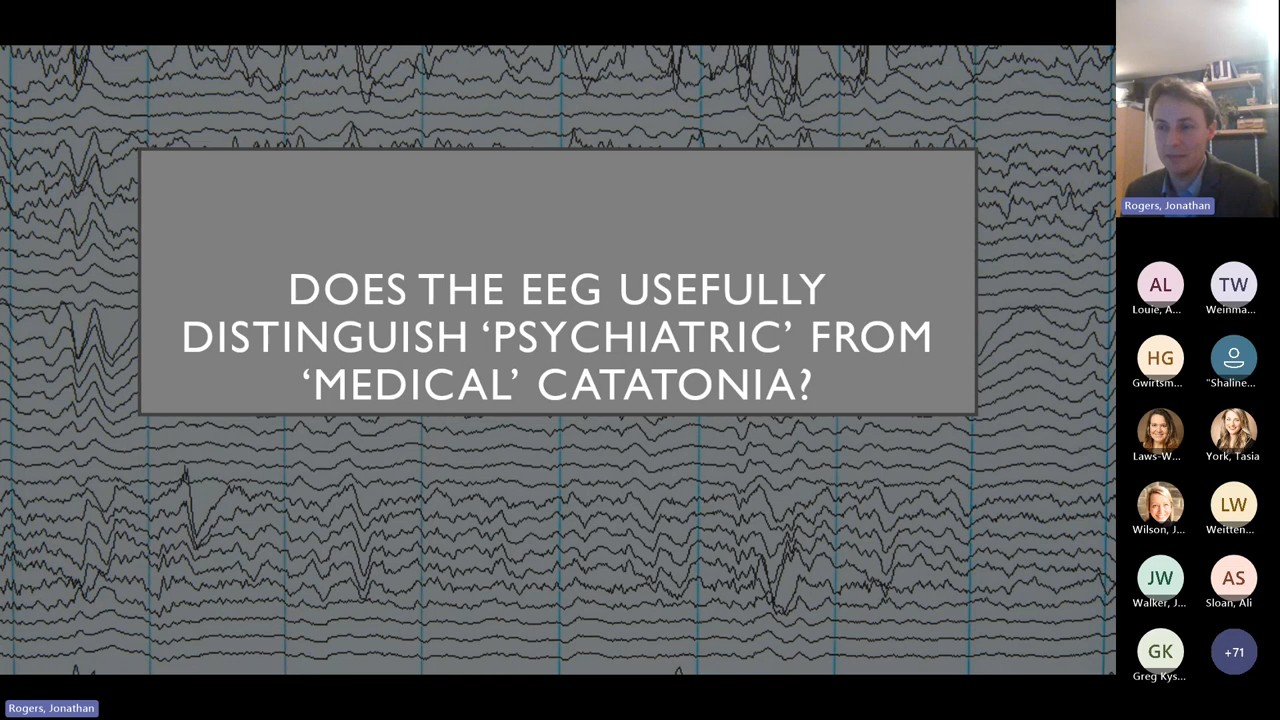 DOES THE EEG USEFULLY
DISTINGUISH ‘PSYCHIATRIC’ FROM
‘MEDICAL’ CATATONIA?
Rogers, Jonathan
AL
Louie, A...
TW
Weinma...
HG
Gwirtsm...
"Shaline...
Laws-W...
York, Tasia
Wilson, J...
LW
Weitten...
JW
Walker, J...
AS
Sloan, Ali
GK
Greg Kys...
+71
Rogers, Jonathan